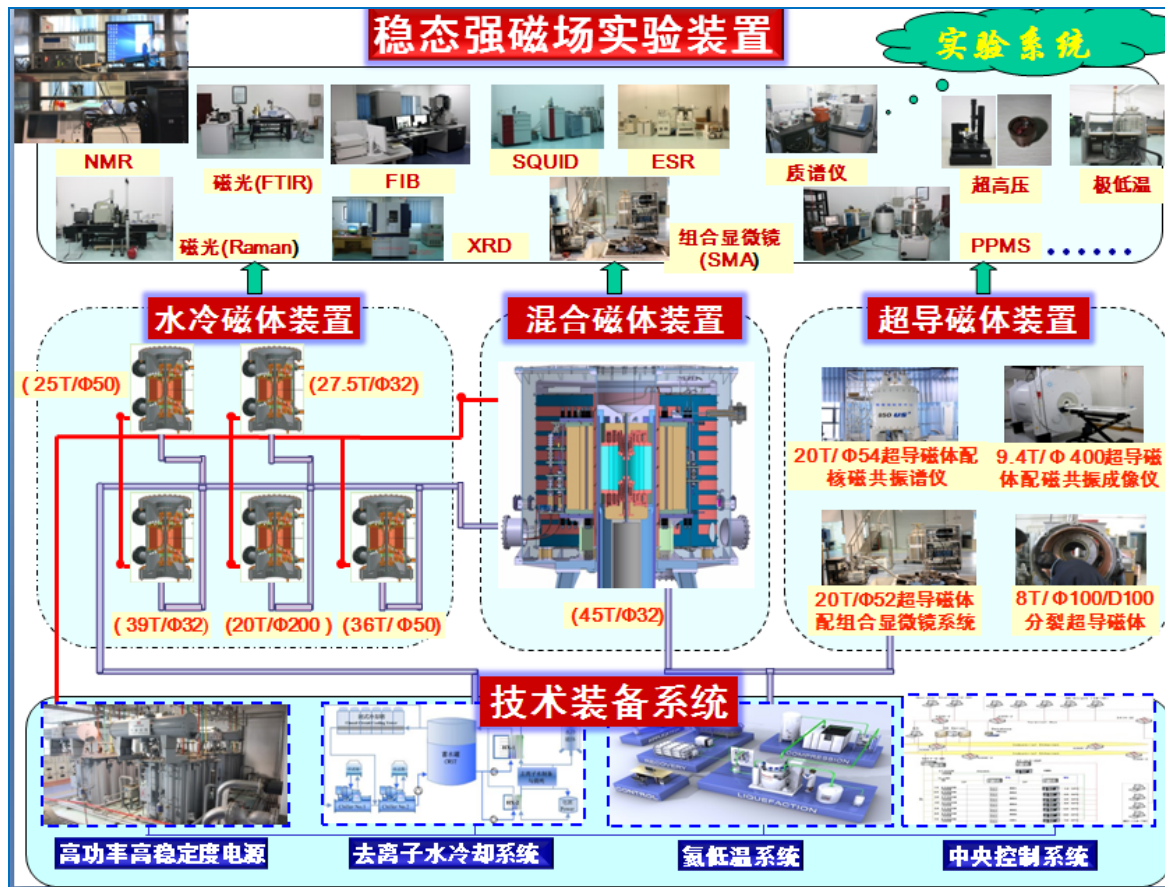 稳态强磁场实验装置
实验系统
NMR
磁光(FTIR)
FIB
SQUID
ESR
质谱仪
超高压
极低温
磁光(Raman)
XRD
组合显微镜
(SMA)
PPMS
水冷磁体装置
混合磁体装置
超导磁体装置
(25T/Φ50)
(27.5T/Φ32)
(39T/Φ32)
(20T/Φ200)
(36T/Φ50)
(45T/Φ32)
20T/Φ54超导磁体配
核磁共振谱仪
9.4T/Φ400超导磁
体配磁共振成像仪
20T/Φ52超导磁体
配组合显微镜系统
8T/Φ100/D100
分裂超导磁体
技术装备系统
LIQUEFACTION
高功率高稳定度电源
去离子水冷却系统
氦低温系统
中央控制系统